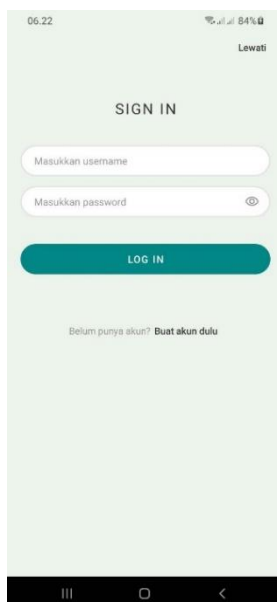 06.22 84%
Lewati
SIGN IN
Masukkan username
Masukkan password
LOG IN
Belum punya akun? Buat akun dulu